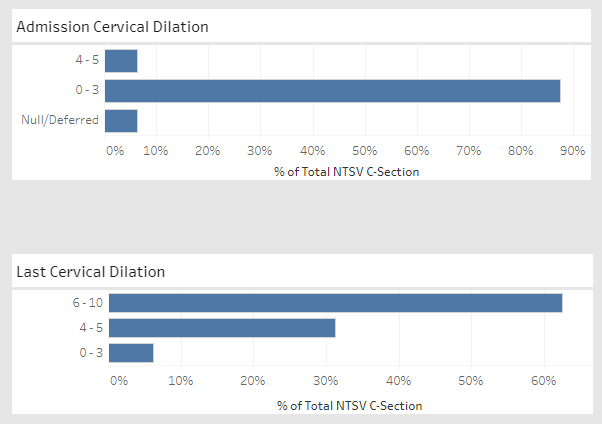 Admission Cervical Dilation
4 - 5
0 - 3
Null/Deferred
0% 10% 20% 30% 40% 50% 60% 70% 80% 90%
% of Total NTSV C-Section
Last Cervical Dilation
6 - 10
4 - 5
0 - 3
0% 10% 20% 30% 40% 50% 60%
% of Total NTSV C-Section